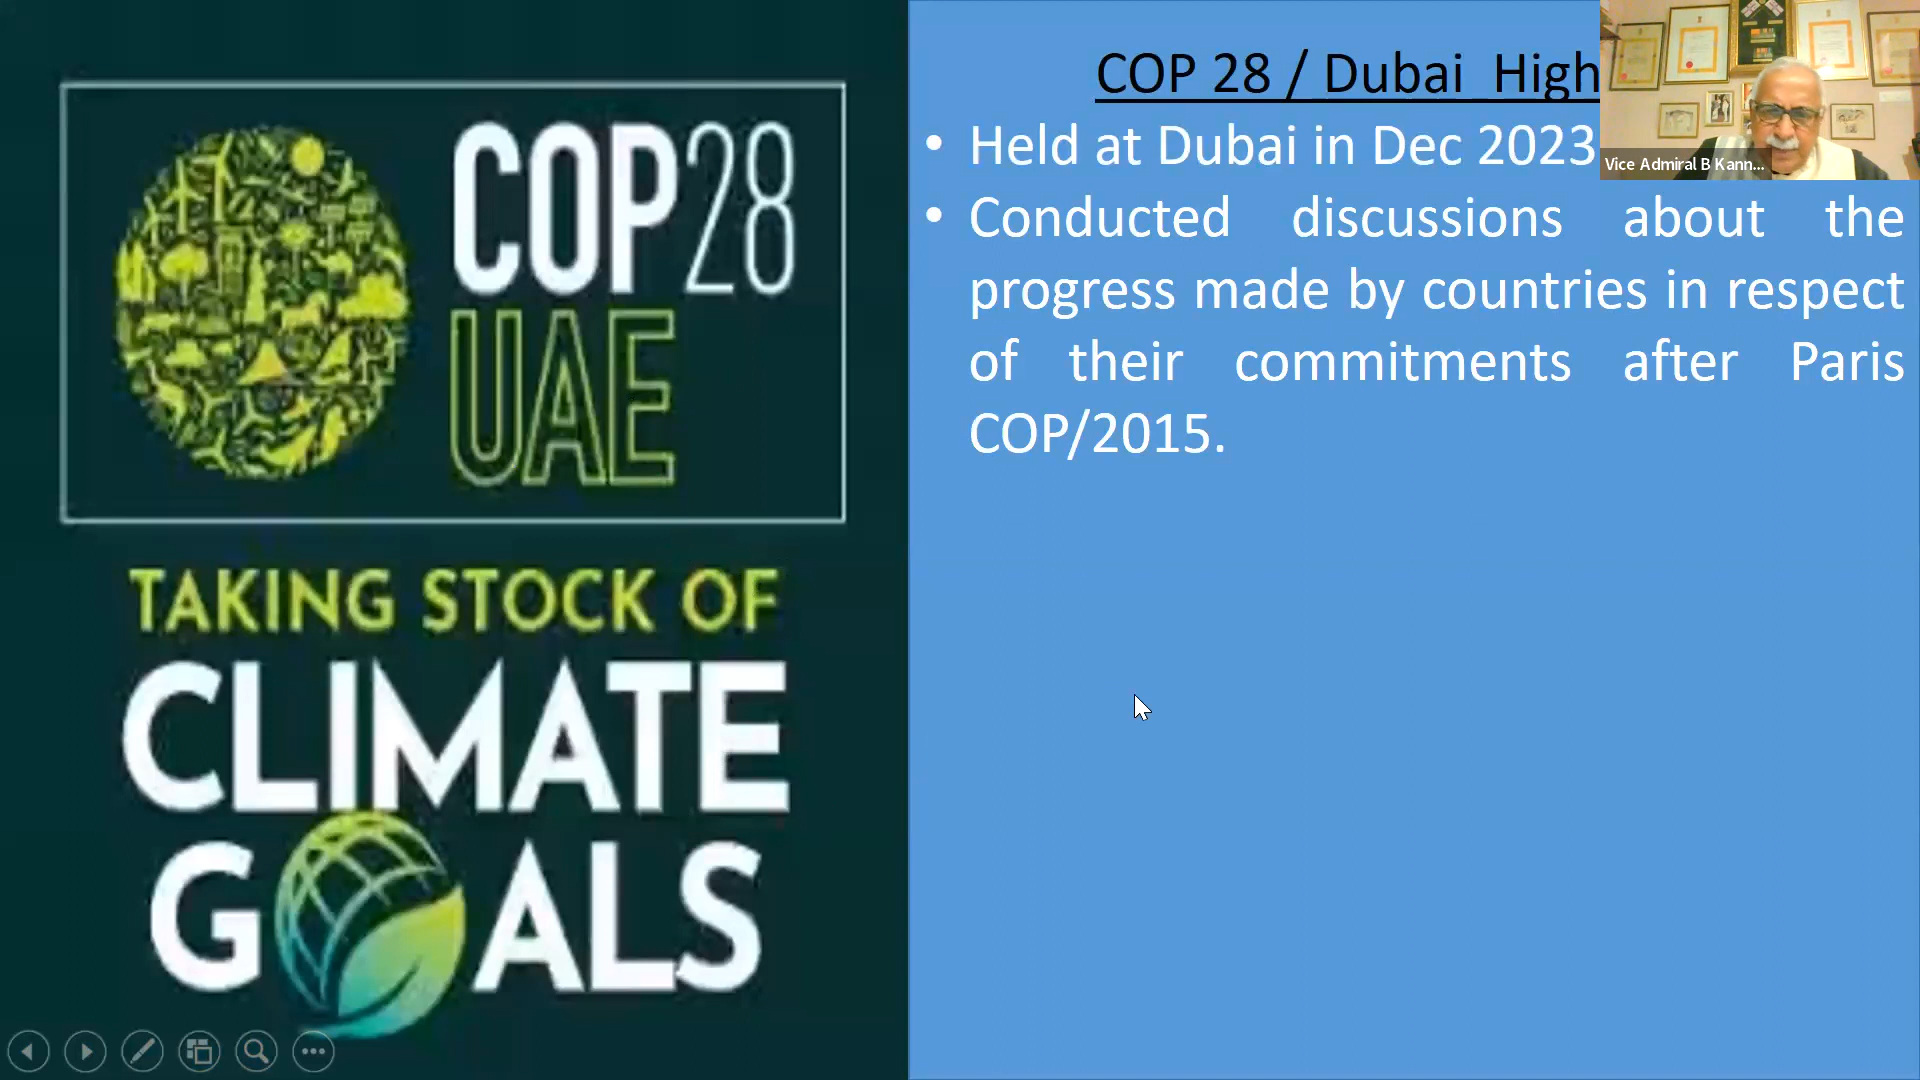 COP28
UAE
TAKING STOCK OF
CLIMATE
GOALS
COP 28 / Dubai High
• Held at Dubai in Dec 2023
• Conducted discussions about the
progress made by countries in respect
of their commitments after Paris
COP/2015.
Vice Admiral B Kann...